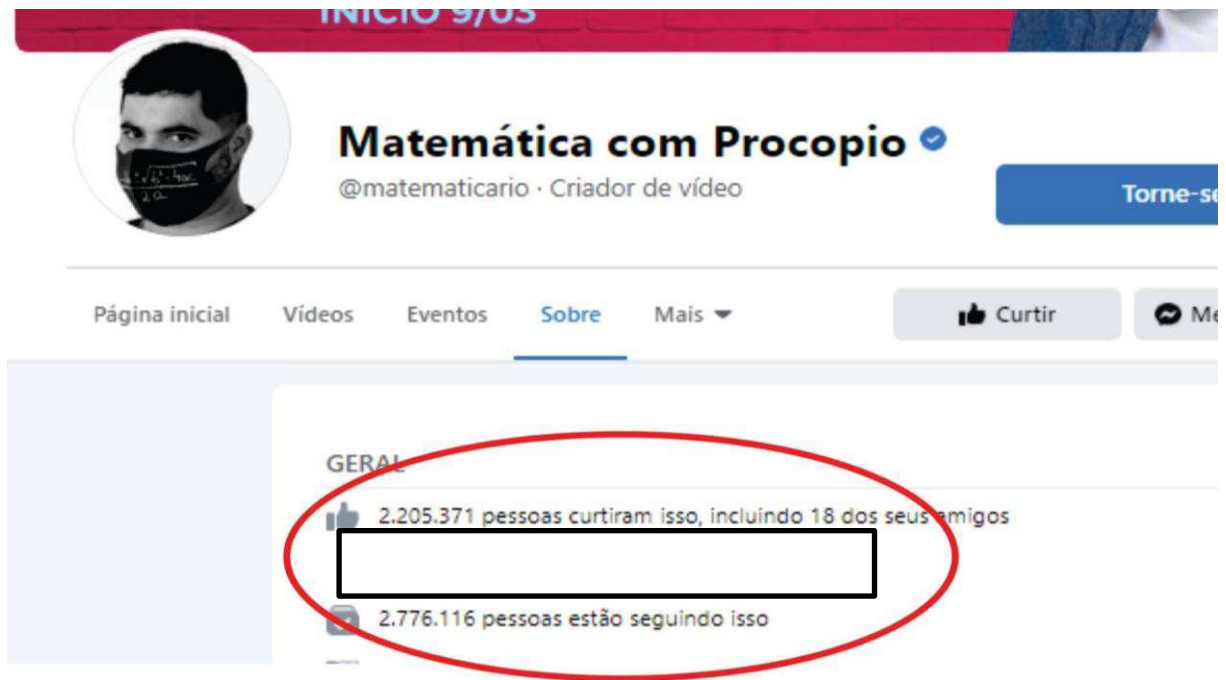 INÍCIO 9/03
Matemática com Procopio
@matematicario · Criador de vídeo
Torne-se
Página inicial Vídeos Eventos Sobre Mais Curtir Me
GERAL
2.205.371 pessoas curtiram isso, incluindo 18 dos seus amigos
2.776.116 pessoas estão seguindo isso